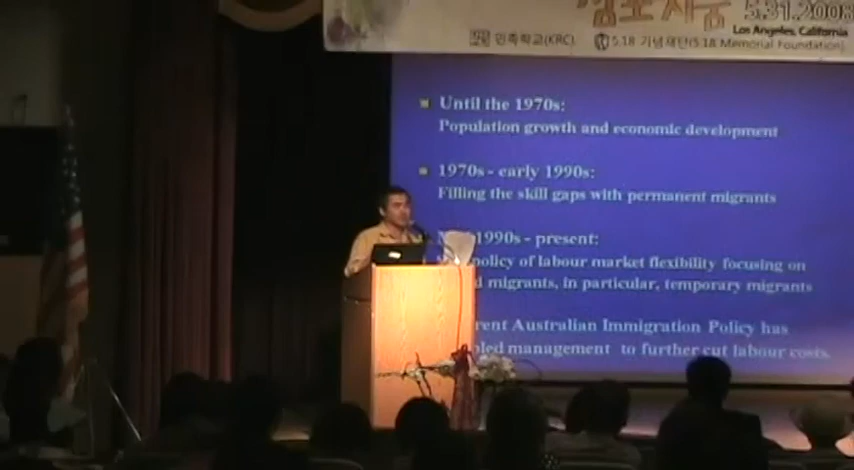 5.31.2008
Los Angeles, California
민족학교(KRC) 5.18 기념재단(5.18 Memorial Foundation)
Until the 1970s:
Population growth and economic development
1970s - early 1990s:
Filling the skill gaps with permanent migrants
1990s - present:
policy of labour market flexibility focusing on
migrants, in particular, temporary migrants.
Australian Immigration Policy has
management to further cut labour costs.